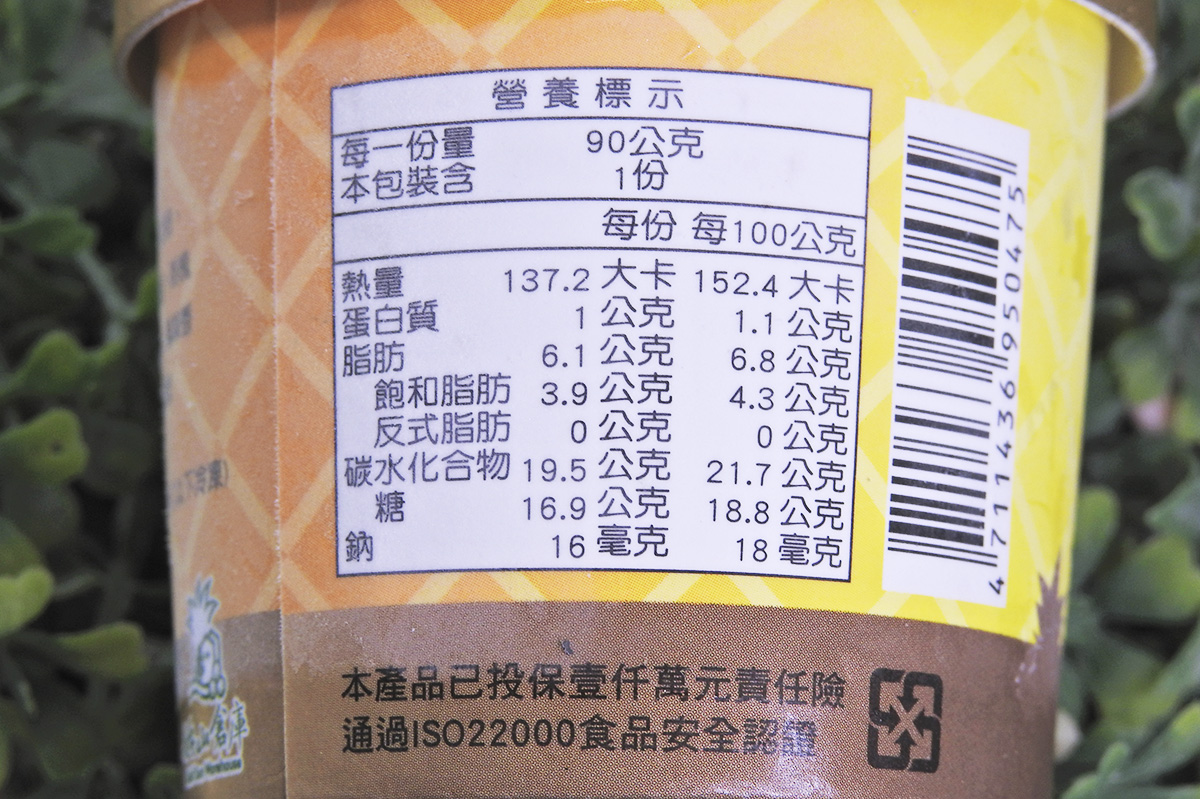 營養標示
每一份量 90公克
本包裝含 1份
每份 每100公克
熱量 137.2 大卡 152.4 大卡
蛋白質 1 公克 1.1 公克
脂肪 6.1 公克 6.8 公克
飽和脂肪 3.9 公克 4.3 公克
反式脂肪 0 公克 0 公克
碳水化合物 19.5 公克 21.7 公克
糖 16.9 公克 18.8 公克
鈉 16 毫克 18 毫克
4711436950475
下冷凍)
倉庫
Warehouse
本產品已投保壹仟萬元責任險
通過ISO22000食品安全認證